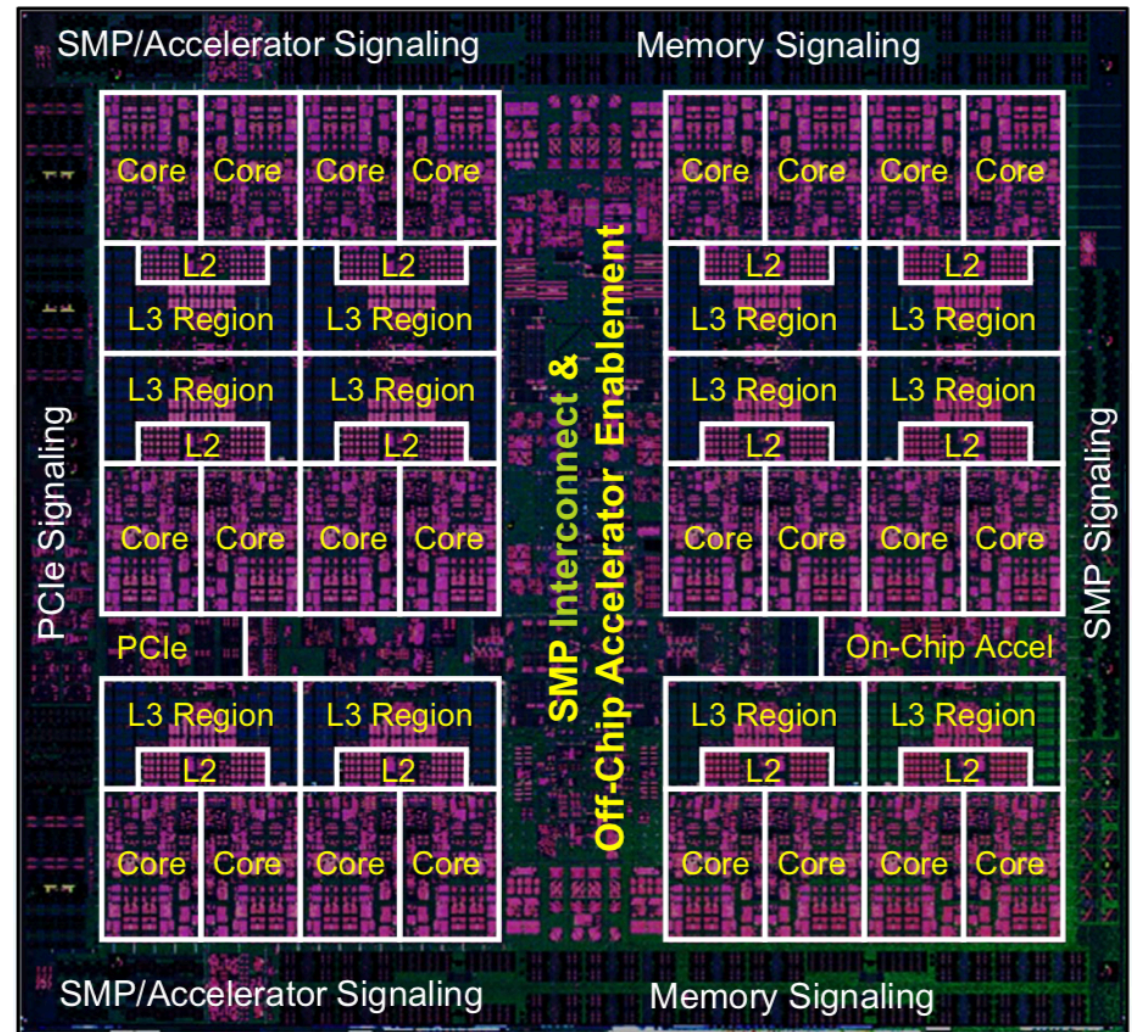 SMP/Accelerator Signaling
Memory Signaling
Core Core Core Core
Core Core Core Core
L2 L2
L2 L2
L3 Region L3 Region
L3 Region L3 Region
L3 Region L3 Region
L3 Region L3 Region
L2 L2
L2 L2
Core Core Core Core
Core Core Core Core
PCIe Signaling
SMP Interconnect &
Off-Chip Accelerator Enablement
SMP Signaling
PCIe
On-Chip Accel
L3 Region L3 Region
L3 Region L3 Region
L2 L2
L2 L2
Core Core Core Core
Core Core Core Core
SMP/Accelerator Signaling
Memory Signaling